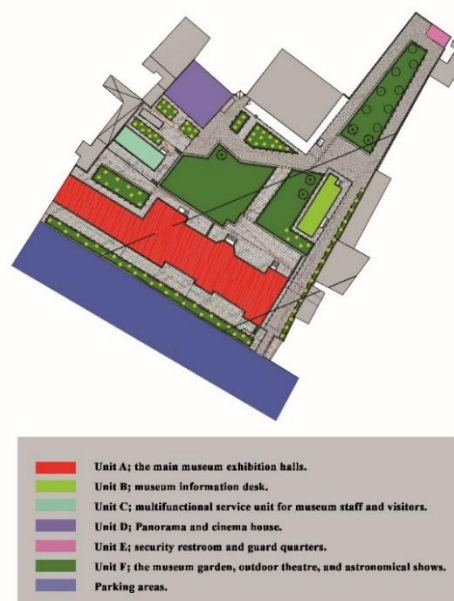 Unit A; the main museum exhibition halls.
Unit B; museum information desk.
Unit C; multifunctional service unit for museum staff and visitors.
Unit D; Panorama and cinema house.
Unit E; security restroom and guard quarters.
Unit F; the museum garden, outdoor theatre, and astronomical shows.
Parking areas.